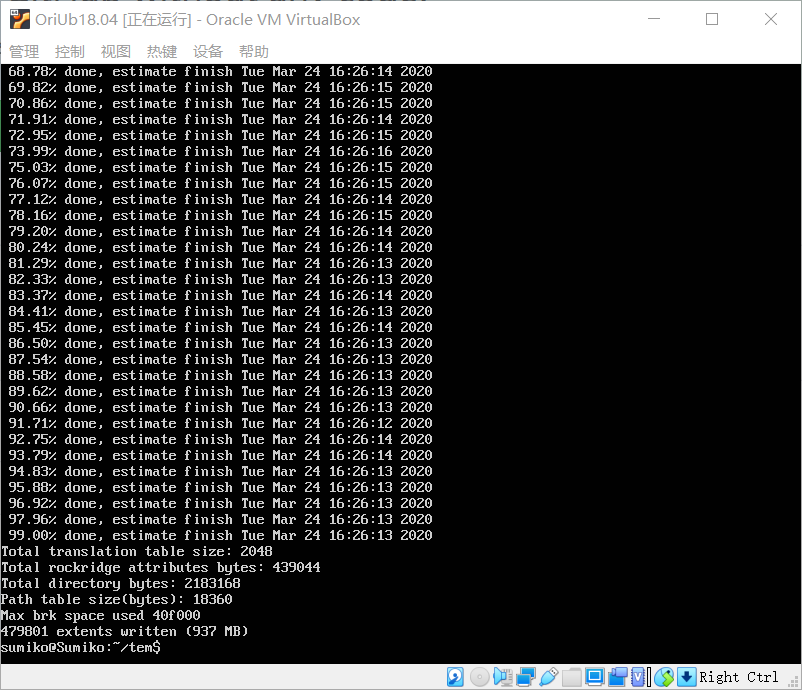 OriUb18.04 [正在运行] - Oracle VM VirtualBox
管理 控制 视图 热键 设备 帮助
68.78% done, estimate finish Tue Mar 24 16:26:14 2020
69.82% done, estimate finish Tue Mar 24 16:26:15 2020
70.86% done, estimate finish Tue Mar 24 16:26:15 2020
71.91% done, estimate finish Tue Mar 24 16:26:14 2020
72.95% done, estimate finish Tue Mar 24 16:26:15 2020
73.99% done, estimate finish Tue Mar 24 16:26:16 2020
75.03% done, estimate finish Tue Mar 24 16:26:15 2020
76.07% done, estimate finish Tue Mar 24 16:26:15 2020
77.12% done, estimate finish Tue Mar 24 16:26:14 2020
78.16% done, estimate finish Tue Mar 24 16:26:15 2020
79.20% done, estimate finish Tue Mar 24 16:26:14 2020
80.24% done, estimate finish Tue Mar 24 16:26:14 2020
81.29% done, estimate finish Tue Mar 24 16:26:13 2020
82.33% done, estimate finish Tue Mar 24 16:26:13 2020
83.37% done, estimate finish Tue Mar 24 16:26:14 2020
84.41% done, estimate finish Tue Mar 24 16:26:13 2020
85.45% done, estimate finish Tue Mar 24 16:26:14 2020
86.50% done, estimate finish Tue Mar 24 16:26:13 2020
87.54% done, estimate finish Tue Mar 24 16:26:13 2020
88.58% done, estimate finish Tue Mar 24 16:26:13 2020
89.62% done, estimate finish Tue Mar 24 16:26:13 2020
90.66% done, estimate finish Tue Mar 24 16:26:13 2020
91.71% done, estimate finish Tue Mar 24 16:26:12 2020
92.75% done, estimate finish Tue Mar 24 16:26:14 2020
93.79% done, estimate finish Tue Mar 24 16:26:14 2020
94.83% done, estimate finish Tue Mar 24 16:26:13 2020
95.88% done, estimate finish Tue Mar 24 16:26:13 2020
96.92% done, estimate finish Tue Mar 24 16:26:13 2020
97.96% done, estimate finish Tue Mar 24 16:26:13 2020
99.00% done, estimate finish Tue Mar 24 16:26:13 2020
Total translation table size: 2048
Total rockridge attributes bytes: 439044
Total directory bytes: 2183168
Path table size(bytes): 18360
Max brk space used 40f000
479801 extents written (937 MB)
sumiko@Sumiko:~/tem$
Right Ctrl